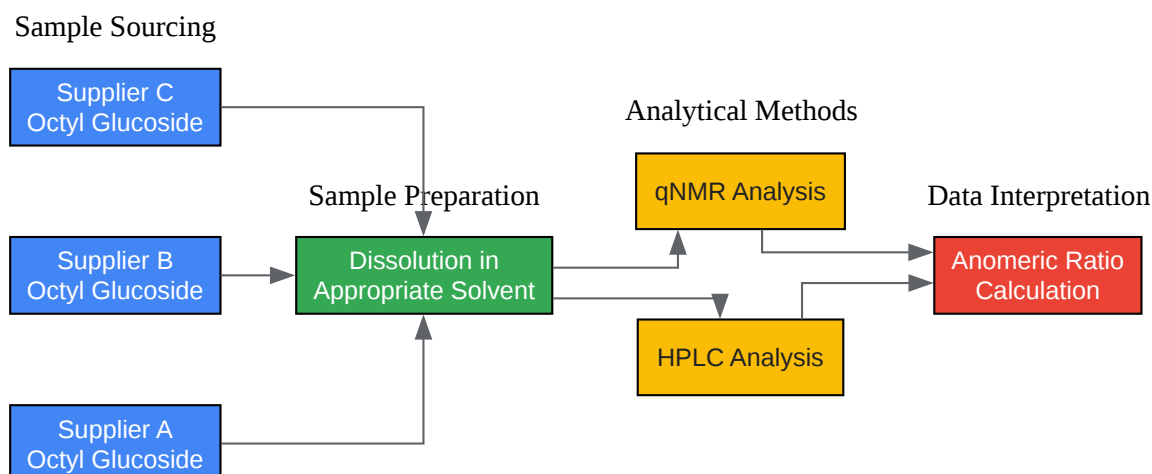 Sample Sourcing
Supplier C
Octyl Glucoside
Analytical Methods
qNMR Analysis
Sample Preparation
Data Interpretation
Supplier B
Octyl Glucoside
Dissolution in
Appropriate Solvent
Anomeric Ratio
Calculation
HPLC Analysis
Supplier A
Octyl Glucoside